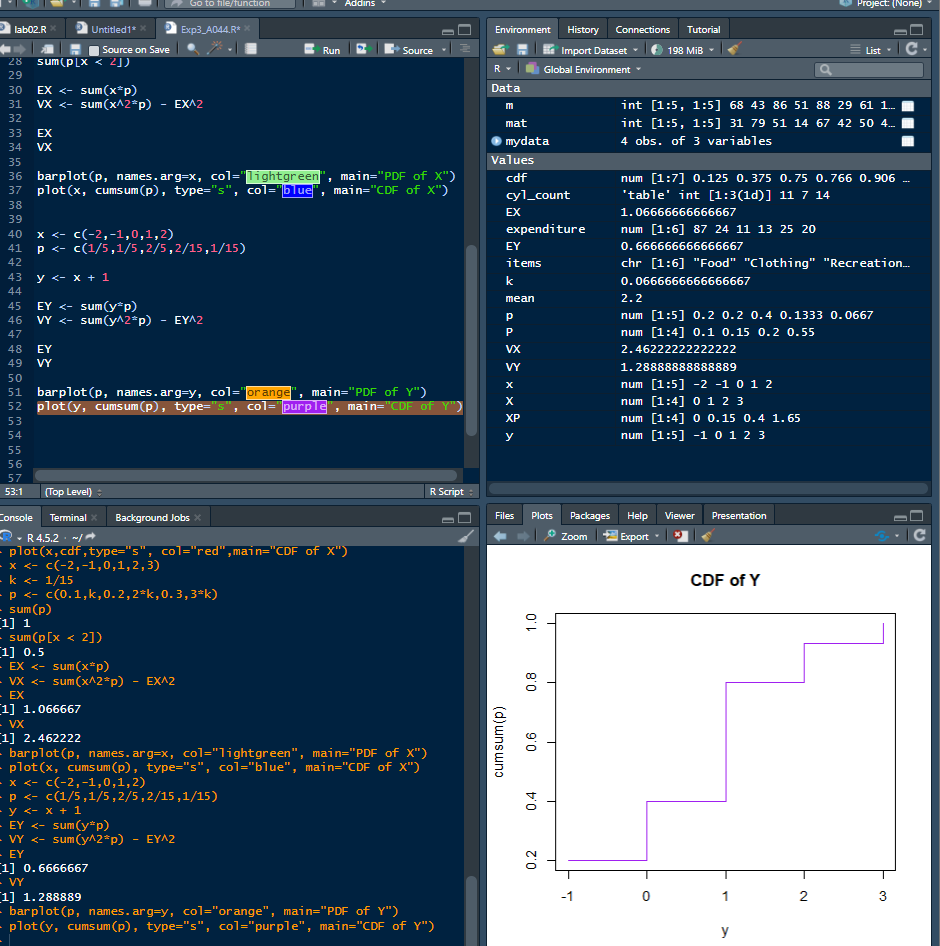 Go to file/function
Addins
Project: (None)
lab02.R
Untitled1*
Exp3_A044.R*
Source on Save
Run
Source
28 sum(p[x < 2])
29
30 EX <- sum(x*p)
31 VX <- sum(x^2*p) - EX^2
32
33 EX
34 VX
35
36 barplot(p, names.arg=x, col="lightgreen", main="PDF of X")
37 plot(x, cumsum(p), type="s", col="blue", main="CDF of X")
38
39
40 x <- c(-2,-1,0,1,2)
41 p <- c(1/5,1/5,2/5,2/15,1/15)
42
43 y <- x + 1
44
45 EY <- sum(y*p)
46 VY <- sum(y^2*p) - EY^2
47
48 EY
49 VY
50
51 barplot(p, names.arg=y, col="orange", main="PDF of Y")
52 plot(y, cumsum(p), type="s", col="purple", main="CDF of Y")
53
54
55
56
57
53:1 (Top Level) R Script
Console Terminal Background Jobs
R 4.5.2 · ~/
plot(x,cdf,type="s", col="red",main="CDF of X")
x <- c(-2,-1,0,1,2,3)
k <- 1/15
p <- c(0.1,k,0.2,2*k,0.3,3*k)
sum(p)
[1] 1
sum(p[x < 2])
[1] 0.5
EX <- sum(x*p)
VX <- sum(x^2*p) - EX^2
EX
[1] 1.066667
VX
[1] 2.462222
barplot(p, names.arg=x, col="lightgreen", main="PDF of X")
plot(x, cumsum(p), type="s", col="blue", main="CDF of X")
x <- c(-2,-1,0,1,2)
p <- c(1/5,1/5,2/5,2/15,1/15)
y <- x + 1
EY <- sum(y*p)
VY <- sum(y^2*p) - EY^2
EY
[1] 0.6666667
VY
[1] 1.288889
barplot(p, names.arg=y, col="orange", main="PDF of Y")
plot(y, cumsum(p), type="s", col="purple", main="CDF of Y")
Environment History Connections Tutorial
Import Dataset 198 MiB List
R Global Environment
Data
m int [1:5, 1:5] 68 43 86 51 88 29 61 1…
mat int [1:5, 1:5] 31 79 51 14 67 42 50 4…
mydata 4 obs. of 3 variables
Values
cdf num [1:7] 0.125 0.375 0.75 0.766 0.906 …
cyl_count 'table' int [1:3(1d)] 11 7 14
EX 1.06666666666667
expenditure num [1:6] 87 24 11 13 25 20
EY 0.666666666666667
items chr [1:6] "Food" "Clothing" "Recreation…
k 0.0666666666666667
mean 2.2
p num [1:5] 0.2 0.2 0.4 0.1333 0.0667
P num [1:4] 0.1 0.15 0.2 0.55
VX 2.46222222222222
VY 1.28888888888889
x num [1:5] -2 -1 0 1 2
X num [1:4] 0 1 2 3
XP num [1:4] 0 0.15 0.4 1.65
y num [1:5] -1 0 1 2 3
Files Plots Packages Help Viewer Presentation
Zoom Export
CDF of Y
cumsum(p)
1.0
0.8
0.6
0.4
0.2
-1 0 1 2 3
y